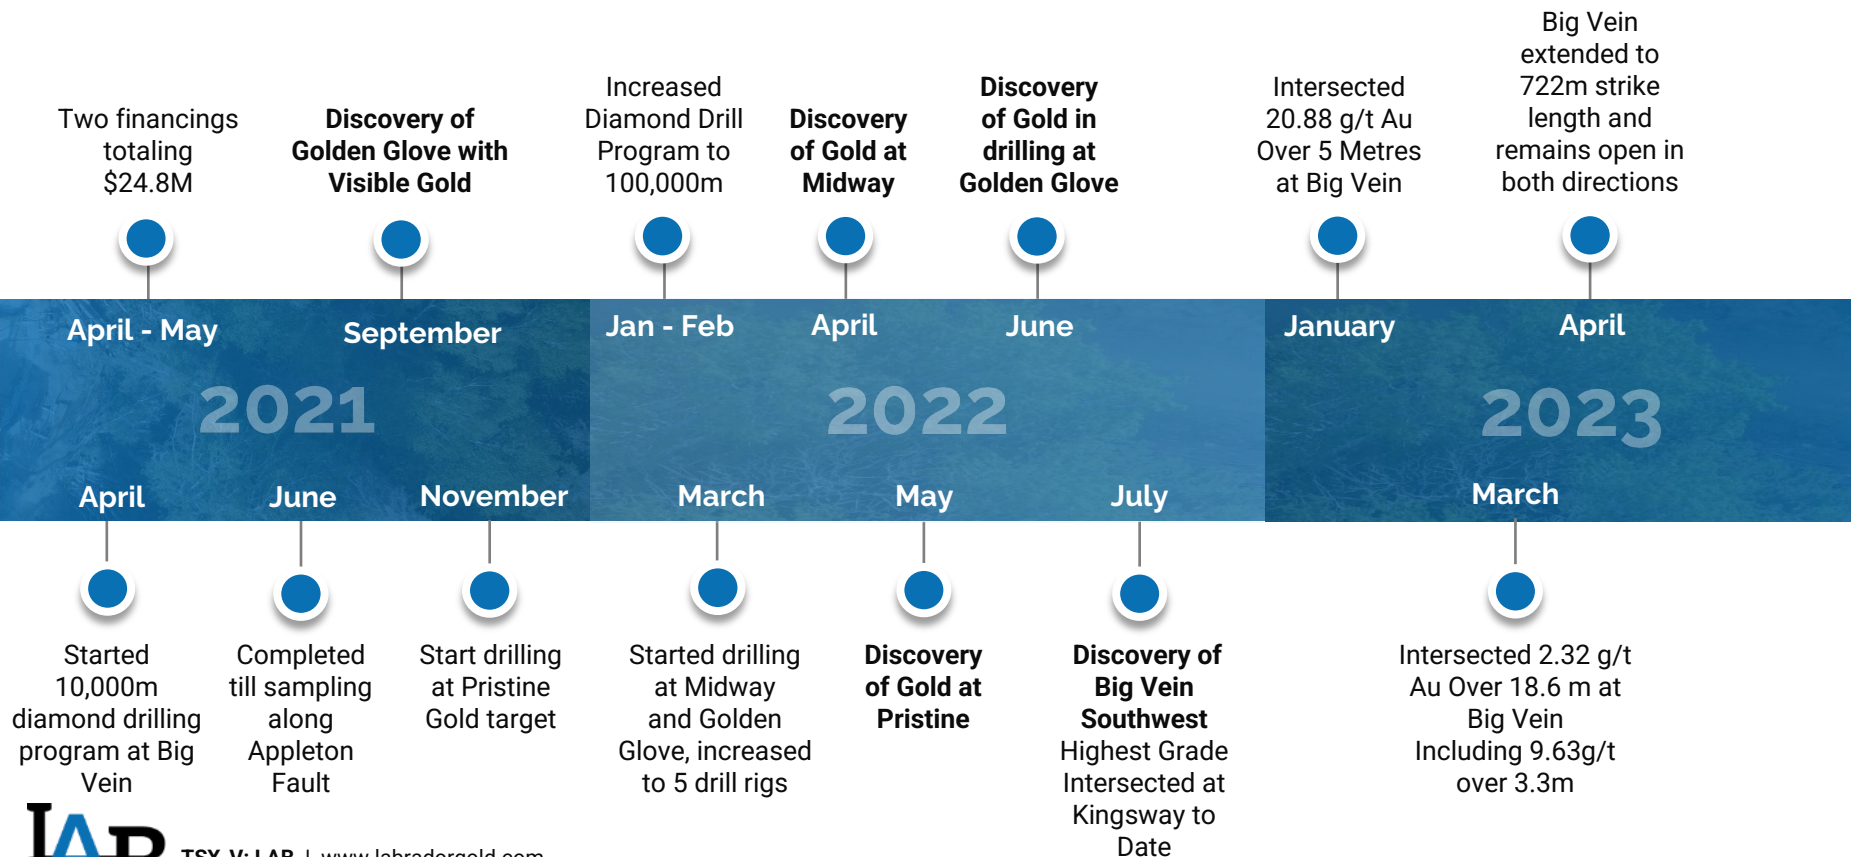 Two financings
totaling
$24.8M
Discovery of
Golden Glove with
Visible Gold
Increased
Diamond Drill
Program to
100,000m
Discovery
of Gold at
Midway
Discovery
of Gold in
drilling at
Golden Glove
Intersected
20.88 g/t Au
Over 5 Metres
at Big Vein
Big Vein
extended to
722m strike
length and
remains open in
both directions
April - May
September
Jan - Feb
April
June
January
April
2021
2022
2023
April
June
November
March
May
July
March
Started
10,000m
diamond drilling
program at Big
Vein
Completed
till sampling
along
Appleton
Fault
Start drilling
at Pristine
Gold target
Started drilling
at Midway
and Golden
Glove, increased
to 5 drill rigs
Discovery
of Gold at
Pristine
Discovery of
Big Vein
Southwest
Highest Grade
Intersected at
Kingsway to
Date
Intersected 2.32 g/t
Au Over 18.6 m at
Big Vein
Including 9.63g/t
over 3.3m
LAB
TSX-V: LAB | www.labradorgold.com